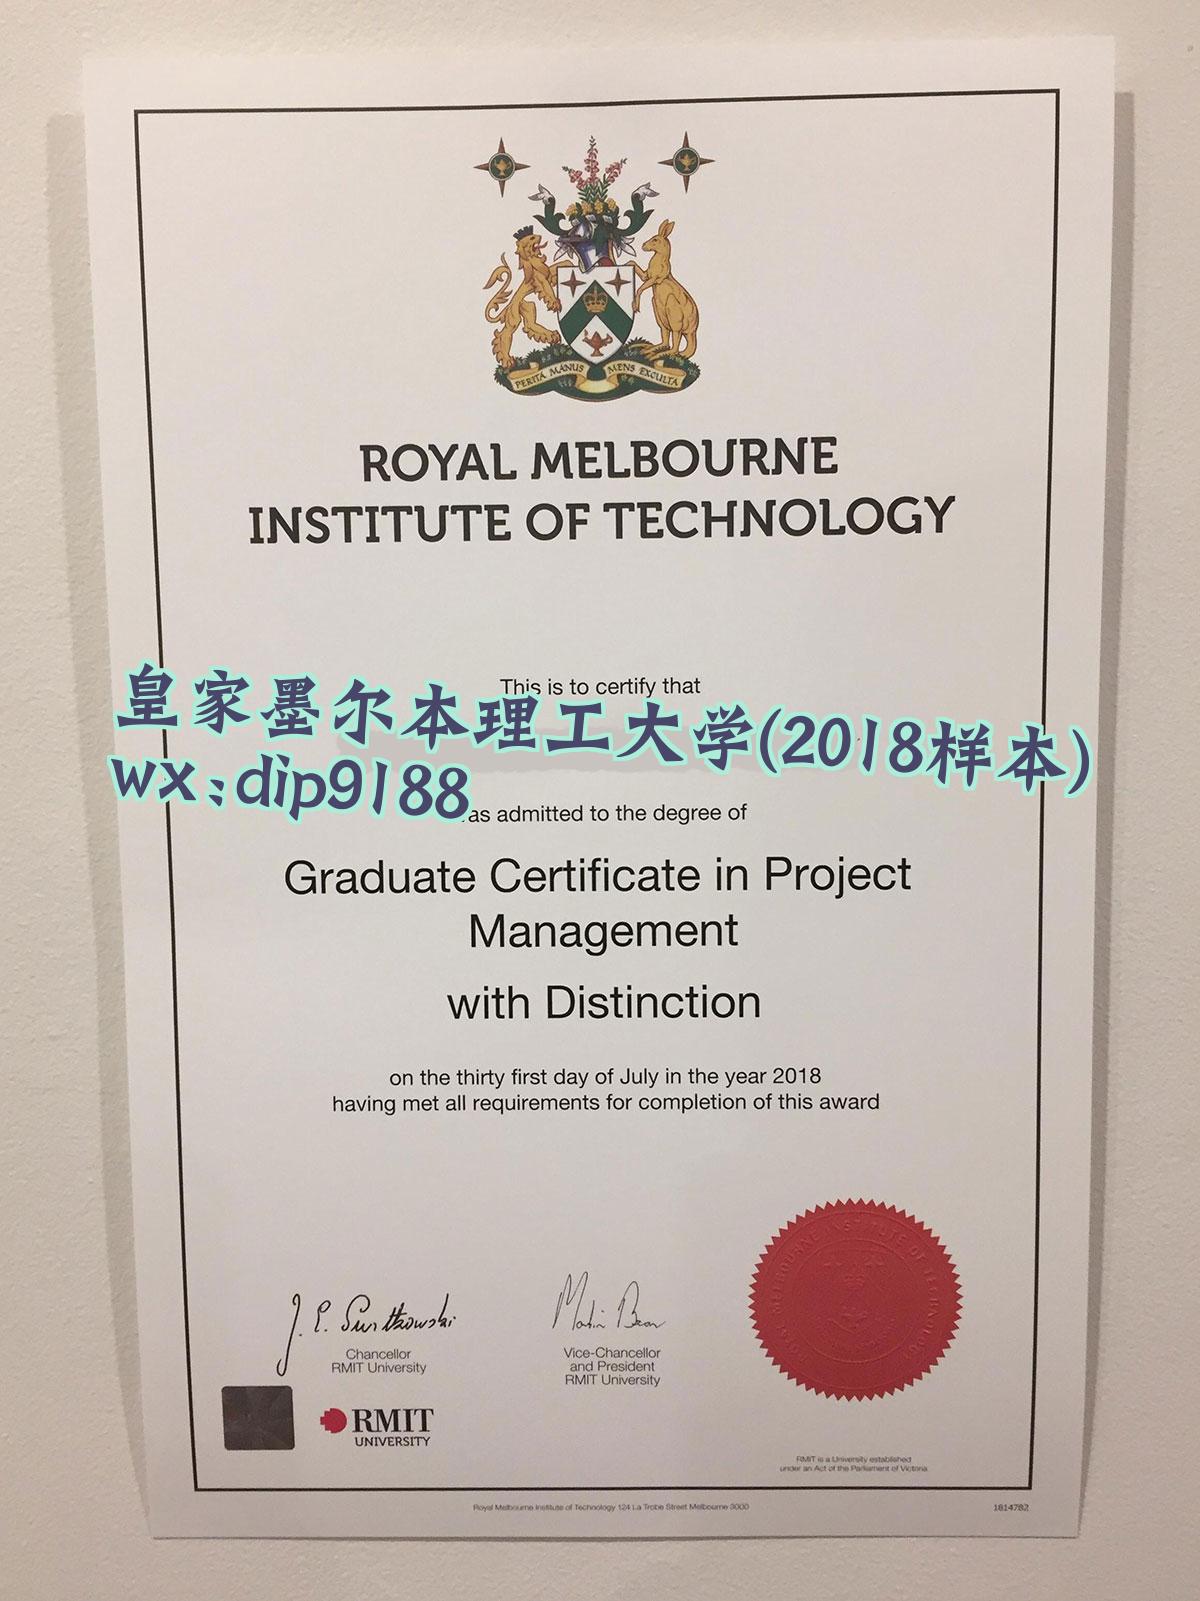 PERITA MANUS MENS EXCULTA
ROYAL MELBOURNE
INSTITUTE OF TECHNOLOGY
This is to certify that
皇家墨尔本理工大学(2018样本)
wx:dip9188
as admitted to the degree of
Graduate Certificate in Project
Management
with Distinction
on the thirty first day of July in the year 2018
having met all requirements for completion of this award
Chancellor
RMIT University
Vice-Chancellor
and President
RMIT University
MELBOURNE INSTITUTE OF TECHNOLOGY
RMIT
UNIVERSITY
RMIT is a University established
under an Act of the Parliament of Victoria
Royal Melbourne Institute of Technology 124 La Trobe Street Melbourne 3000
1814782